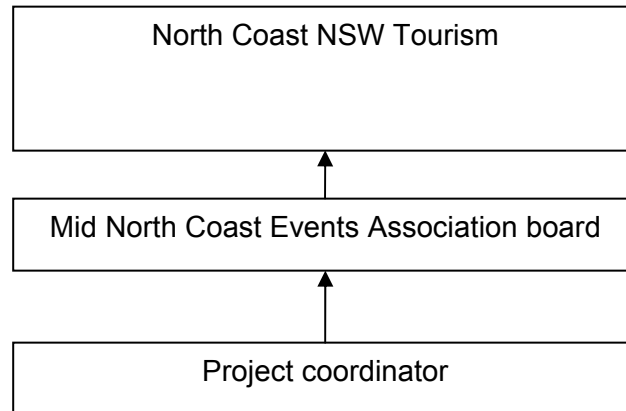 North Coast NSW Tourism
Mid North Coast Events Association board
Project coordinator